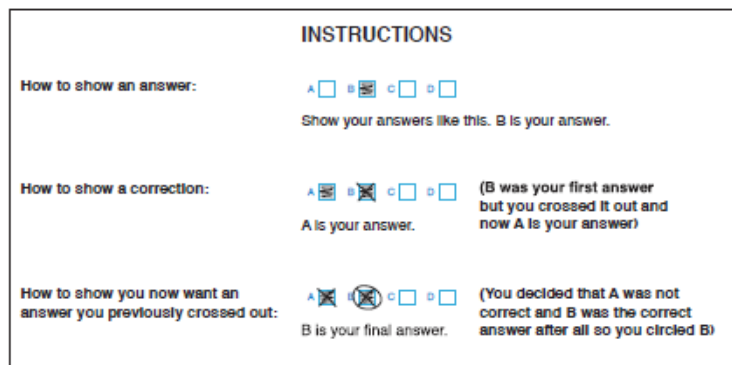 INSTRUCTIONS
How to show an answer:
A B C D
Show your answers like this. B is your answer.
How to show a correction:
A B C D
A is your answer.
(B was your first answer
but you crossed it out and
now A is your answer)
How to show you now want an
answer you previously crossed out:
A B C D
B is your final answer.
(You decided that A was not
correct and B was the correct
answer after all so you circled B)